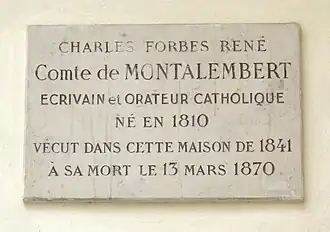 CHARLES FORBES RENÉ
Comte de MONTALEMBERT
ECRIVAIN et ORATEUR CATHOLIQUE
NÉ EN 1810
VÉCUT DANS CETTE MAISON DE 1841
À SA MORT LE 13 MARS 1870